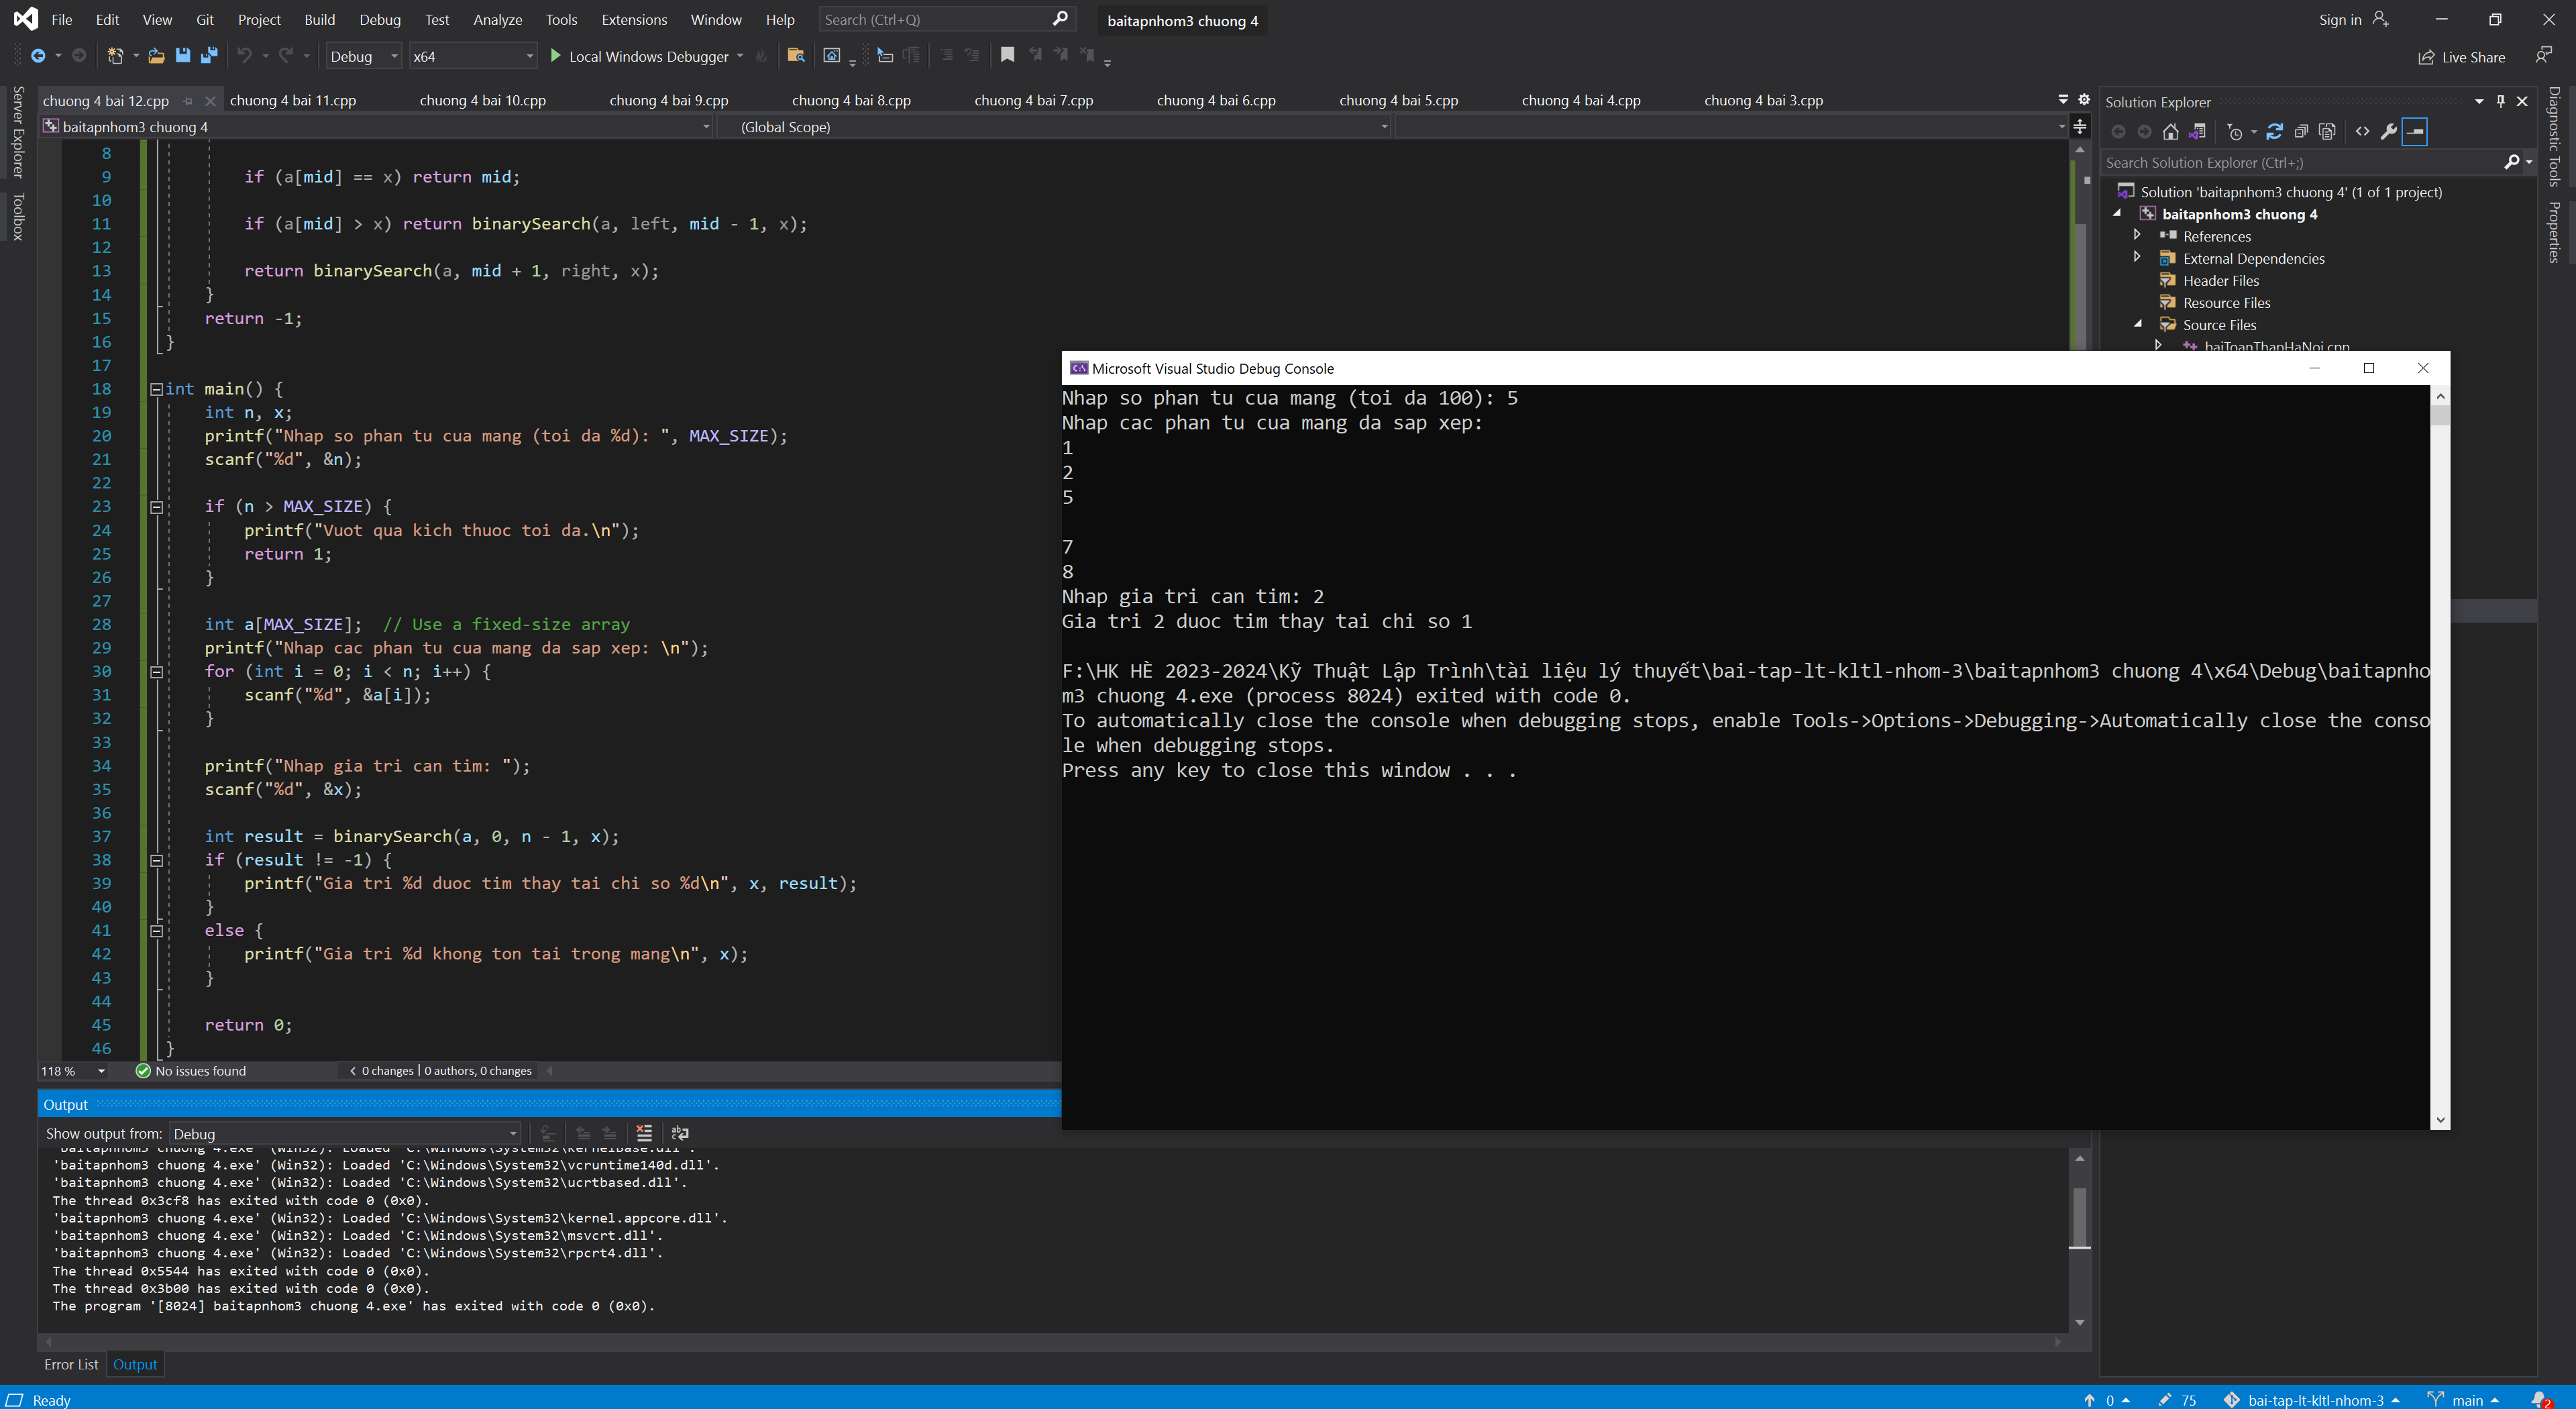 File Edit View Git Project Build Debug Test Analyze Tools Extensions Window Help Search (Ctrl+Q) baitapnhom3 chuong 4 Sign in
Debug x64 Local Windows Debugger Live Share
Server Explorer
Toolbox
chuong 4 bai 12.cpp chuong 4 bai 11.cpp chuong 4 bai 10.cpp chuong 4 bai 9.cpp chuong 4 bai 8.cpp chuong 4 bai 7.cpp chuong 4 bai 6.cpp chuong 4 bai 5.cpp chuong 4 bai 4.cpp chuong 4 bai 3.cpp
baitapnhom3 chuong 4 (Global Scope)
8
9 if (a[mid] == x) return mid;
10
11 if (a[mid] > x) return binarySearch(a, left, mid - 1, x);
12
13 return binarySearch(a, mid + 1, right, x);
14 }
15 return -1;
16 }
17
18 int main() {
19 int n, x;
20 printf("Nhap so phan tu cua mang (toi da %d): ", MAX_SIZE);
21 scanf("%d", &n);
22
23 if (n > MAX_SIZE) {
24 printf("Vuot qua kich thuoc toi da.\n");
25 return 1;
26 }
27
28 int a[MAX_SIZE]; // Use a fixed-size array
29 printf("Nhap cac phan tu cua mang da sap xep: \n");
30 for (int i = 0; i < n; i++) {
31 scanf("%d", &a[i]);
32 }
33
34 printf("Nhap gia tri can tim: ");
35 scanf("%d", &x);
36
37 int result = binarySearch(a, 0, n - 1, x);
38 if (result != -1) {
39 printf("Gia tri %d duoc tim thay tai chi so %d\n", x, result);
40 }
41 else {
42 printf("Gia tri %d khong ton tai trong mang\n", x);
43 }
44
45 return 0;
46 }
118 % No issues found 0 changes | 0 authors, 0 changes
Microsoft Visual Studio Debug Console
Nhap so phan tu cua mang (toi da 100): 5
Nhap cac phan tu cua mang da sap xep:
1
2
5
7
8
Nhap gia tri can tim: 2
Gia tri 2 duoc tim thay tai chi so 1
F:\HK HÈ 2023-2024\Kỹ Thuật Lập Trình\tài liệu lý thuyết\bai-tap-lt-kltl-nhom-3\baitapnhom3 chuong 4\x64\Debug\baitapnho
m3 chuong 4.exe (process 8024) exited with code 0.
To automatically close the console when debugging stops, enable Tools->Options->Debugging->Automatically close the conso
le when debugging stops.
Press any key to close this window . . .
Solution Explorer
Search Solution Explorer (Ctrl+;)
Solution 'baitapnhom3 chuong 4' (1 of 1 project)
baitapnhom3 chuong 4
References
External Dependencies
Header Files
Resource Files
Source Files
baiToanThapHaNoi.cpp
Diagnostic Tools
Properties
Output
Show output from: Debug
'baitapnhom3 chuong 4.exe' (Win32): Loaded 'C:\Windows\System32\KernelBase.dll'.
'baitapnhom3 chuong 4.exe' (Win32): Loaded 'C:\Windows\System32\vcruntime140d.dll'.
'baitapnhom3 chuong 4.exe' (Win32): Loaded 'C:\Windows\System32\ucrtbased.dll'.
The thread 0x3cf8 has exited with code 0 (0x0).
'baitapnhom3 chuong 4.exe' (Win32): Loaded 'C:\Windows\System32\kernel.appcore.dll'.
'baitapnhom3 chuong 4.exe' (Win32): Loaded 'C:\Windows\System32\msvcrt.dll'.
'baitapnhom3 chuong 4.exe' (Win32): Loaded 'C:\Windows\System32\rpcrt4.dll'.
The thread 0x5544 has exited with code 0 (0x0).
The thread 0x3b00 has exited with code 0 (0x0).
The program '[8024] baitapnhom3 chuong 4.exe' has exited with code 0 (0x0).
Error List Output
Ready 0 75 bai-tap-lt-kltl-nhom-3 main 2